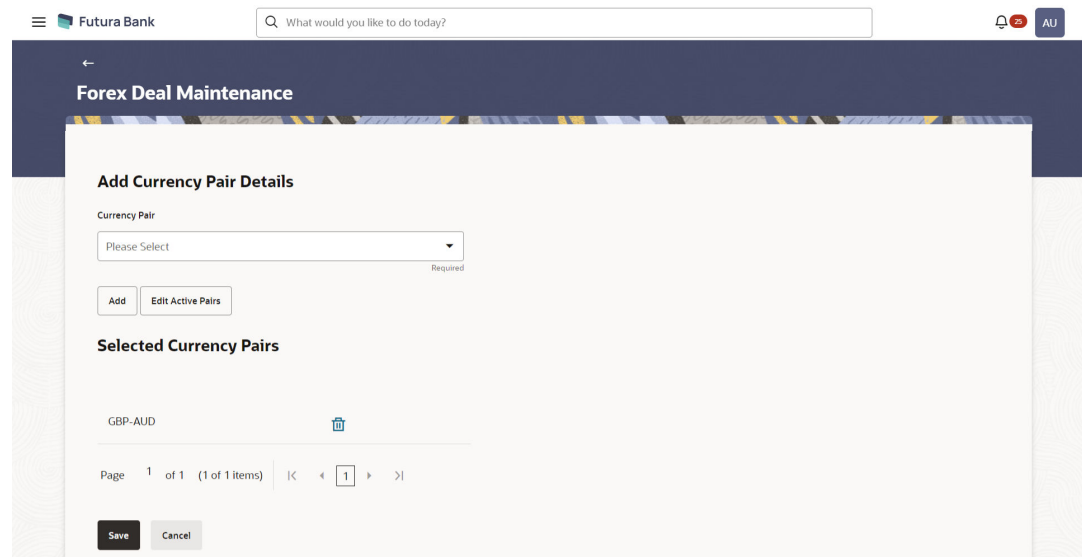 Futura Bank
What would you like to do today?
25
AU
Forex Deal Maintenance
Add Currency Pair Details
Currency Pair
Please Select
Required
Add Edit Active Pairs
Selected Currency Pairs
GBP-AUD
Page 1 of 1 (1 of 1 items) 1
Save Cancel